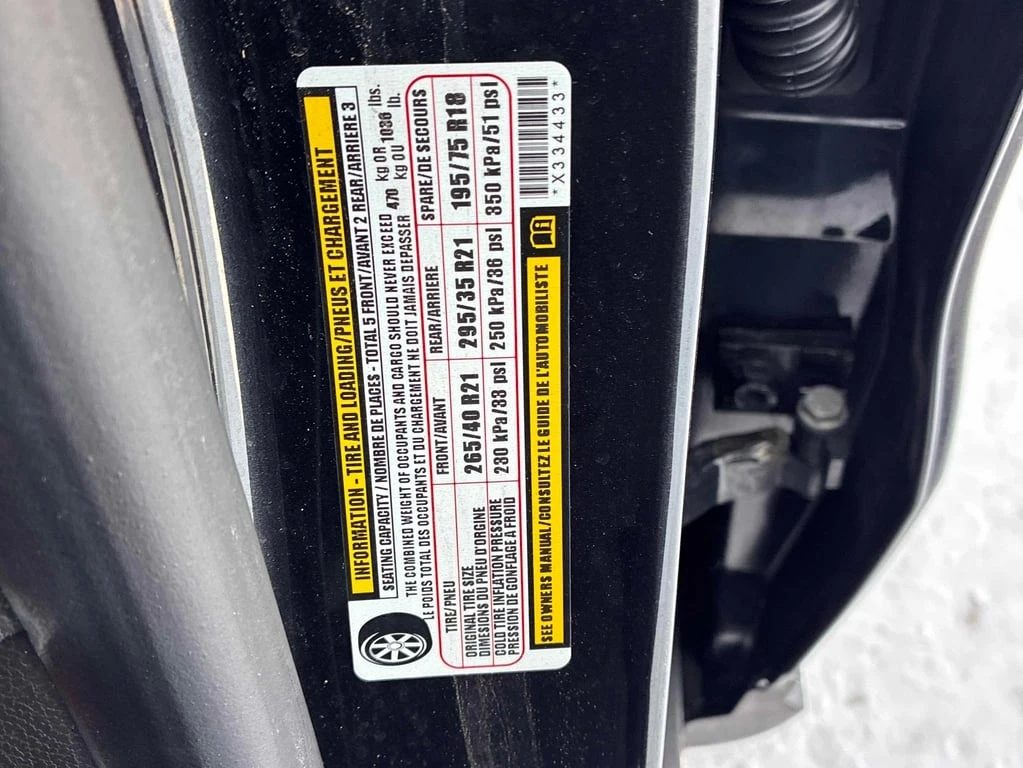 INFORMATION - TIRE AND LOADING/PNEUS ET CHARGEMENT
SEATING CAPACITY / NOMBRE DE PLACES - TOTAL 5 FRONT/AVANT 2 REAR/ARRIERE 3
THE COMBINED WEIGHT OF OCCUPANTS AND CARGO SHOULD NEVER EXCEED 470 kg OR 1036 lbs.
LE POIDS TOTAL DES OCCUPANTS ET DU CHARGEMENT NE DOIT JAMAIS DEPASSER kg OU lb.
TIRE/PNEU FRONT/AVANT REAR/ARRIERE SPARE/DE SECOURS
ORIGINAL TIRE SIZE 265/40 R21 295/35 R21 195/75 R18
DIMESIONS DU PNEU D'ORIGINE
COLD TIRE INFLATION PRESSURE 230 kPa/33 psi 250 kPa/36 psi 350 kPa/51 psi
PRESSION DE GONFLAGE A FROID
SEE OWNERS MANUAL/CONSULTEZ LE GUIDE DE L'AUTOMOBILISTE
*X334433*